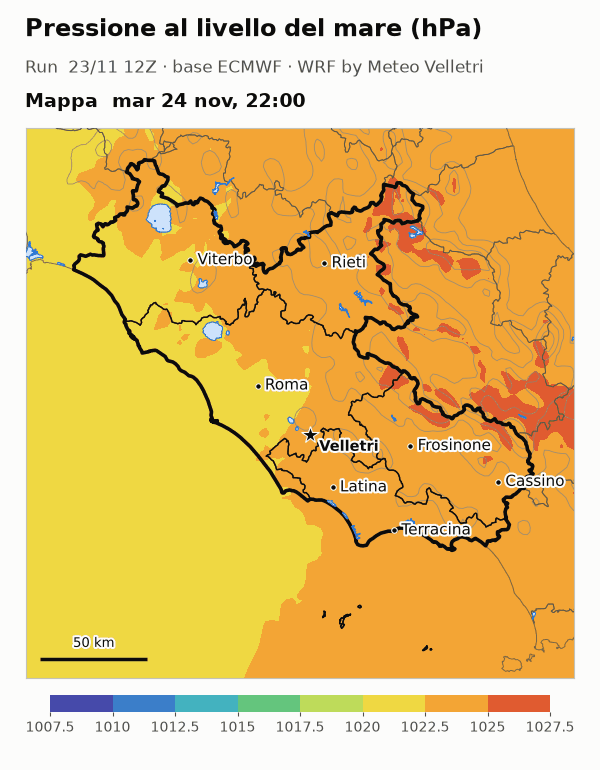 Pressione al livello del mare (hPa)
Run  23/11 12Z · base ECMWF · WRF by Meteo Velletri
Mappa  mar 24 nov, 22:00
Viterbo
Rieti
Roma
Velletri
Frosinone
Latina
Cassino
Terracina
50 km
1007.5 1010 1012.5 1015 1017.5 1020 1022.5 1025 1027.5